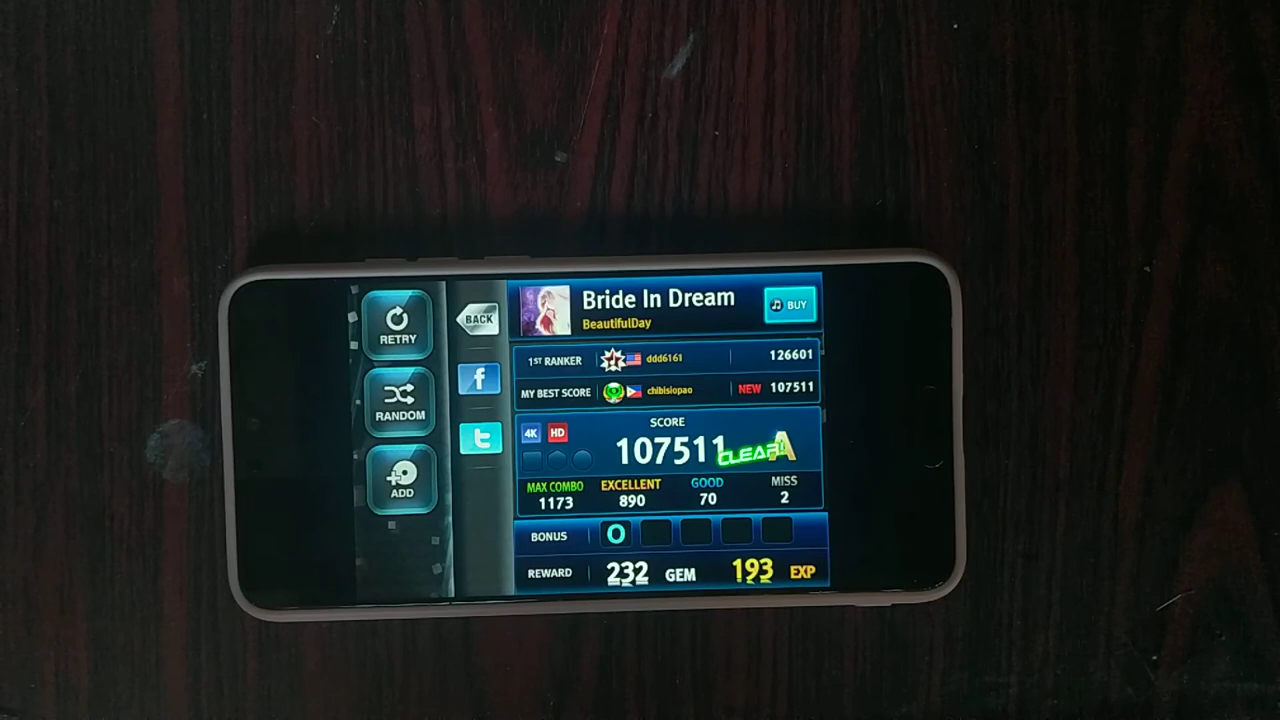 RETRY
RANDOM
ADD
BACK
f
t
Bride In Dream
BeautifulDay
BUY
1ST RANKER ddd6161 126601
MY BEST SCORE chibisiopao NEW 107511
4K HD
SCORE
107511
CLEAR! A
MAX COMBO EXCELLENT GOOD MISS
1173 890 70 2
BONUS O
REWARD 232 GEM 193 EXP